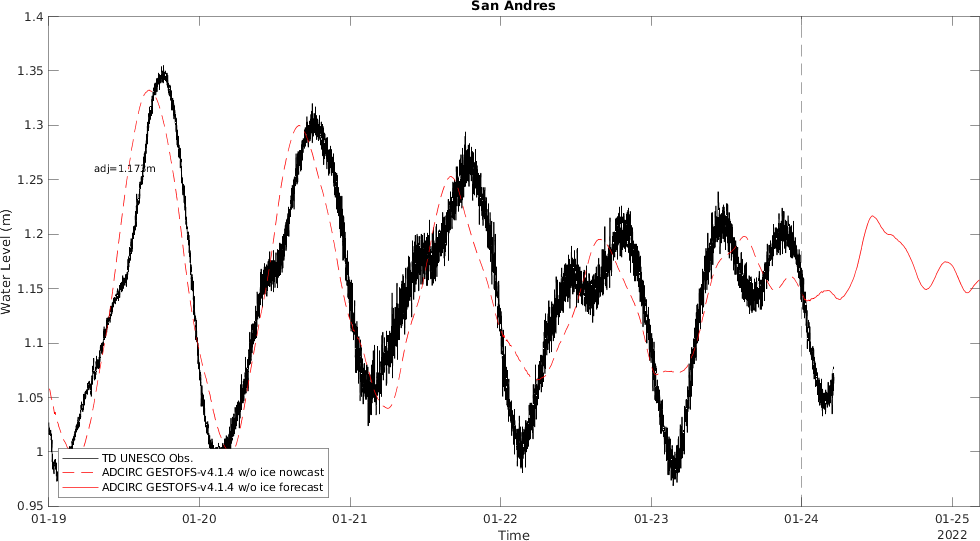 San Andres
1.4
1.35
1.3
1.25
1.2
1.15
1.1
1.05
1
0.95
Water Level (m)
adj=1.173m
TD UNESCO Obs.
ADCIRC GESTOFS-v4.1.4 w/o ice nowcast
ADCIRC GESTOFS-v4.1.4 w/o ice forecast
01-19 01-20 01-21 01-22 01-23 01-24 01-25
Time
2022